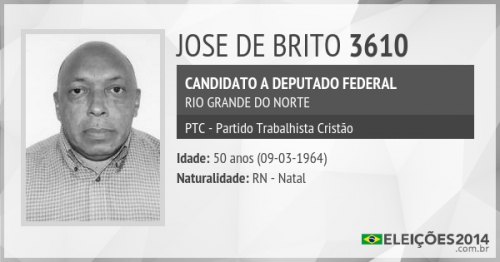 JOSE DE BRITO 3610
CANDIDATO A DEPUTADO FEDERAL
RIO GRANDE DO NORTE
PTC - Partido Trabalhista Cristão
Idade: 50 anos (09-03-1964)
Naturalidade: RN - Natal
ELEIÇÕES2014
.com.br